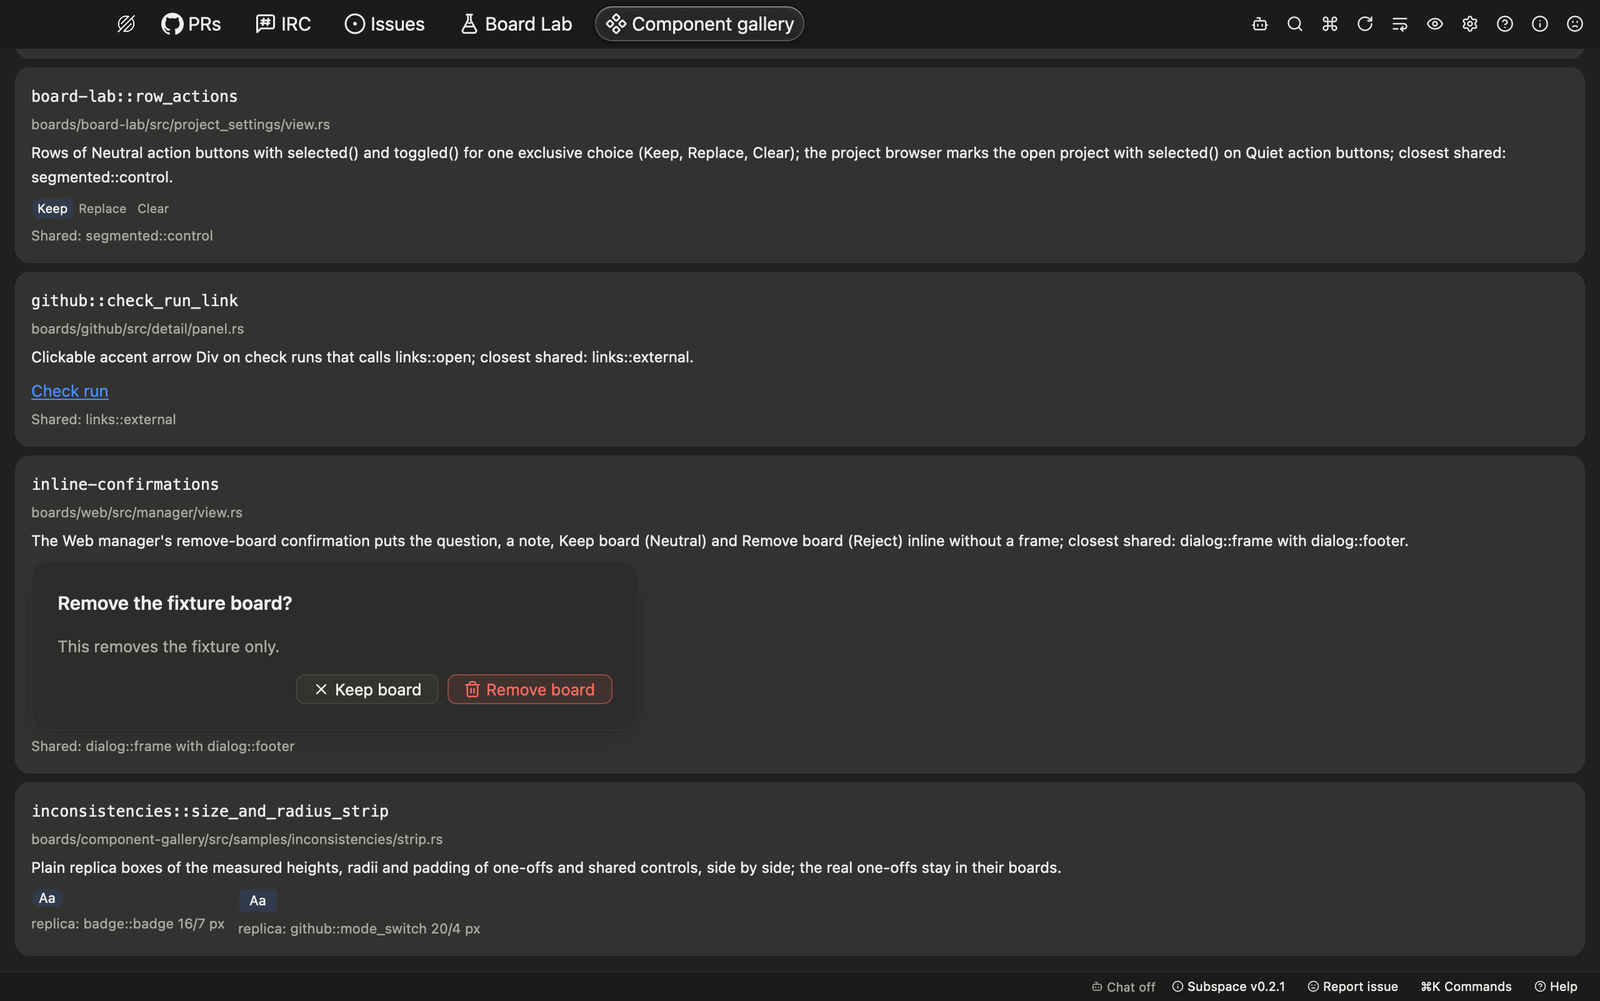 PRs
IRC
Issues
Board Lab
Component gallery
board-lab::row_actions
boards/board-lab/src/project_settings/view.rs
Rows of Neutral action buttons with selected() and toggled() for one exclusive choice (Keep, Replace, Clear); the project browser marks the open project with selected() on Quiet action buttons; closest shared:
segmented::control.
Keep Replace Clear
Shared: segmented::control
github::check_run_link
boards/github/src/detail/panel.rs
Clickable accent arrow Div on check runs that calls links::open; closest shared: links::external.
Check run
Shared: links::external
inline-confirmations
boards/web/src/manager/view.rs
The Web manager's remove-board confirmation puts the question, a note, Keep board (Neutral) and Remove board (Reject) inline without a frame; closest shared: dialog::frame with dialog::footer.
Remove the fixture board?
This removes the fixture only.
Keep board
Remove board
Shared: dialog::frame with dialog::footer
inconsistencies::size_and_radius_strip
boards/component-gallery/src/samples/inconsistencies/strip.rs
Plain replica boxes of the measured heights, radii and padding of one-offs and shared controls, side by side; the real one-offs stay in their boards.
Aa
replica: badge::badge 16/7 px
Aa
replica: github::mode_switch 20/4 px
Chat off
Subspace v0.2.1
Report issue
⌘K Commands
Help